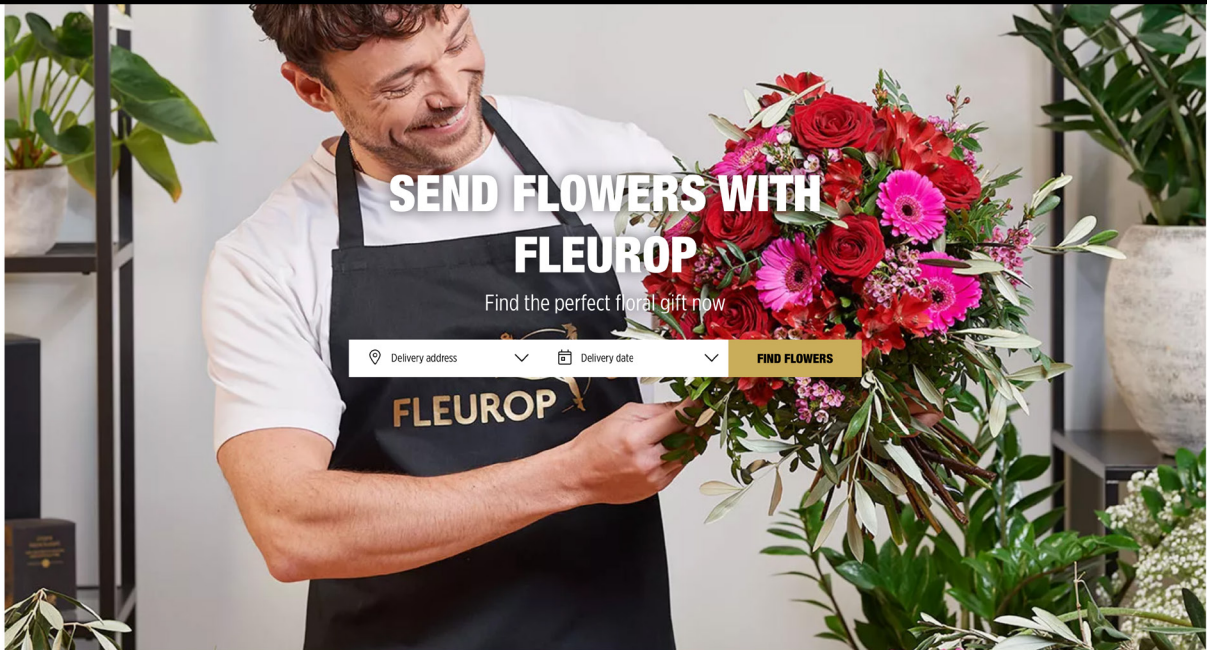 SEND FLOWERS WITH
FLEUROP
Find the perfect floral gift now
Delivery address
Delivery date
FIND FLOWERS
FLEUROP